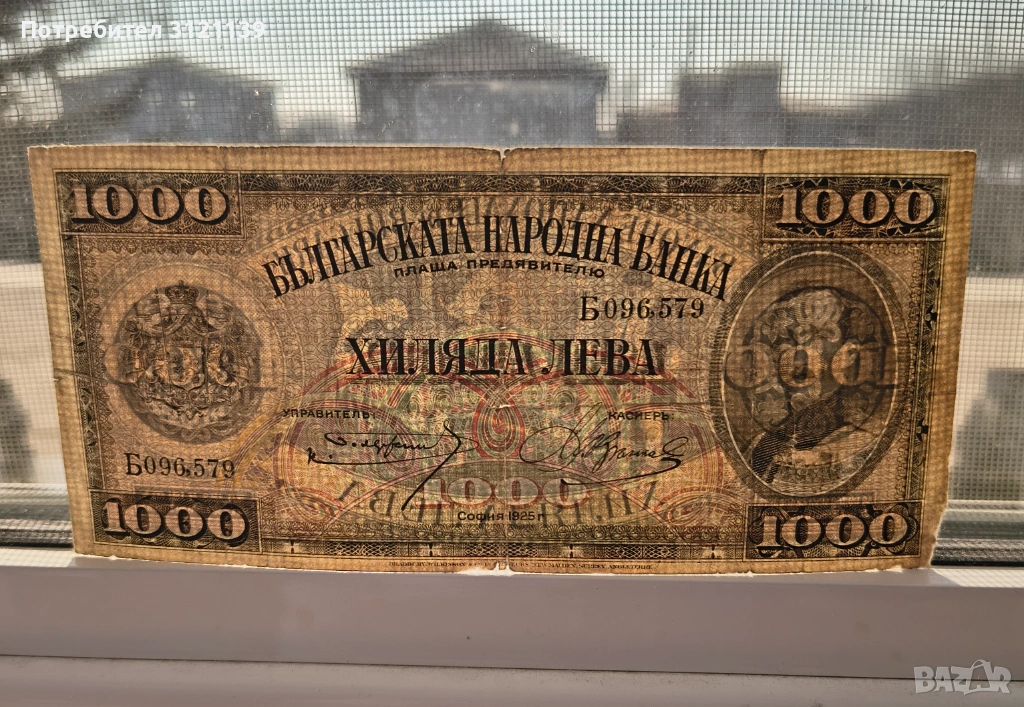 Потребител 3121139
1000 1000
БЪЛГАРСКАТА НАРОДНА БАНКА
ПЛАЩА ПРЕДЯВИТЕЛЮ
Б096,579
ХИЛЯДА ЛЕВА
УПРАВИТЕЛЬ: КАСИЕРЪ
Б096,579
1000
1000 1000
София 1925 г
BAZAR